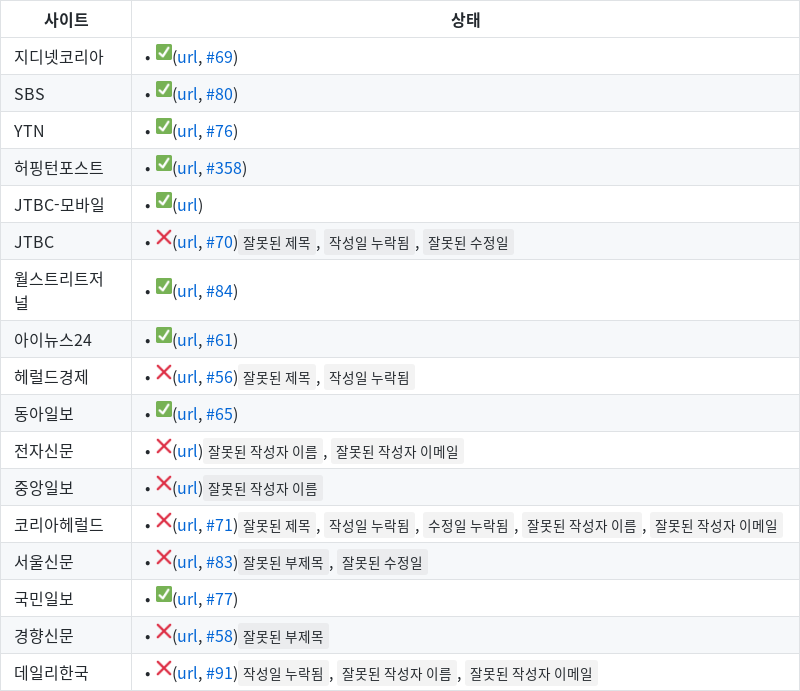 사이트 상태
지디넷코리아 • ✅(url, #69)
SBS • ✅(url, #80)
YTN • ✅(url, #76)
허핑턴포스트 • ✅(url, #358)
JTBC-모바일 • ✅(url)
JTBC • ❌(url, #70) 잘못된 제목 , 작성일 누락됨 , 잘못된 수정일
월스트리트저
널 • ✅(url, #84)
아이뉴스24 • ✅(url, #61)
헤럴드경제 • ❌(url, #56) 잘못된 제목 , 작성일 누락됨
동아일보 • ✅(url, #65)
전자신문 • ❌(url) 잘못된 작성자 이름 , 잘못된 작성자 이메일
중앙일보 • ❌(url) 잘못된 작성자 이름
코리아헤럴드 • ❌(url, #71) 잘못된 제목 , 작성일 누락됨 , 수정일 누락됨 , 잘못된 작성자 이름 , 잘못된 작성자 이메일
서울신문 • ❌(url, #83) 잘못된 부제목 , 잘못된 수정일
국민일보 • ✅(url, #77)
경향신문 • ❌(url, #58) 잘못된 부제목
데일리한국 • ❌(url, #91) 작성일 누락됨 , 잘못된 작성자 이름 , 잘못된 작성자 이메일